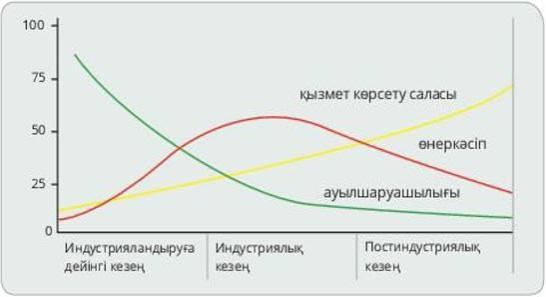 100
75
50
25
0
қызмет көрсету саласы
өнеркәсіп
ауылшаруашылығы
Индустрияландыруға
дейінгі кезең
Индустриялық
кезең
Постиндустриялық
кезең